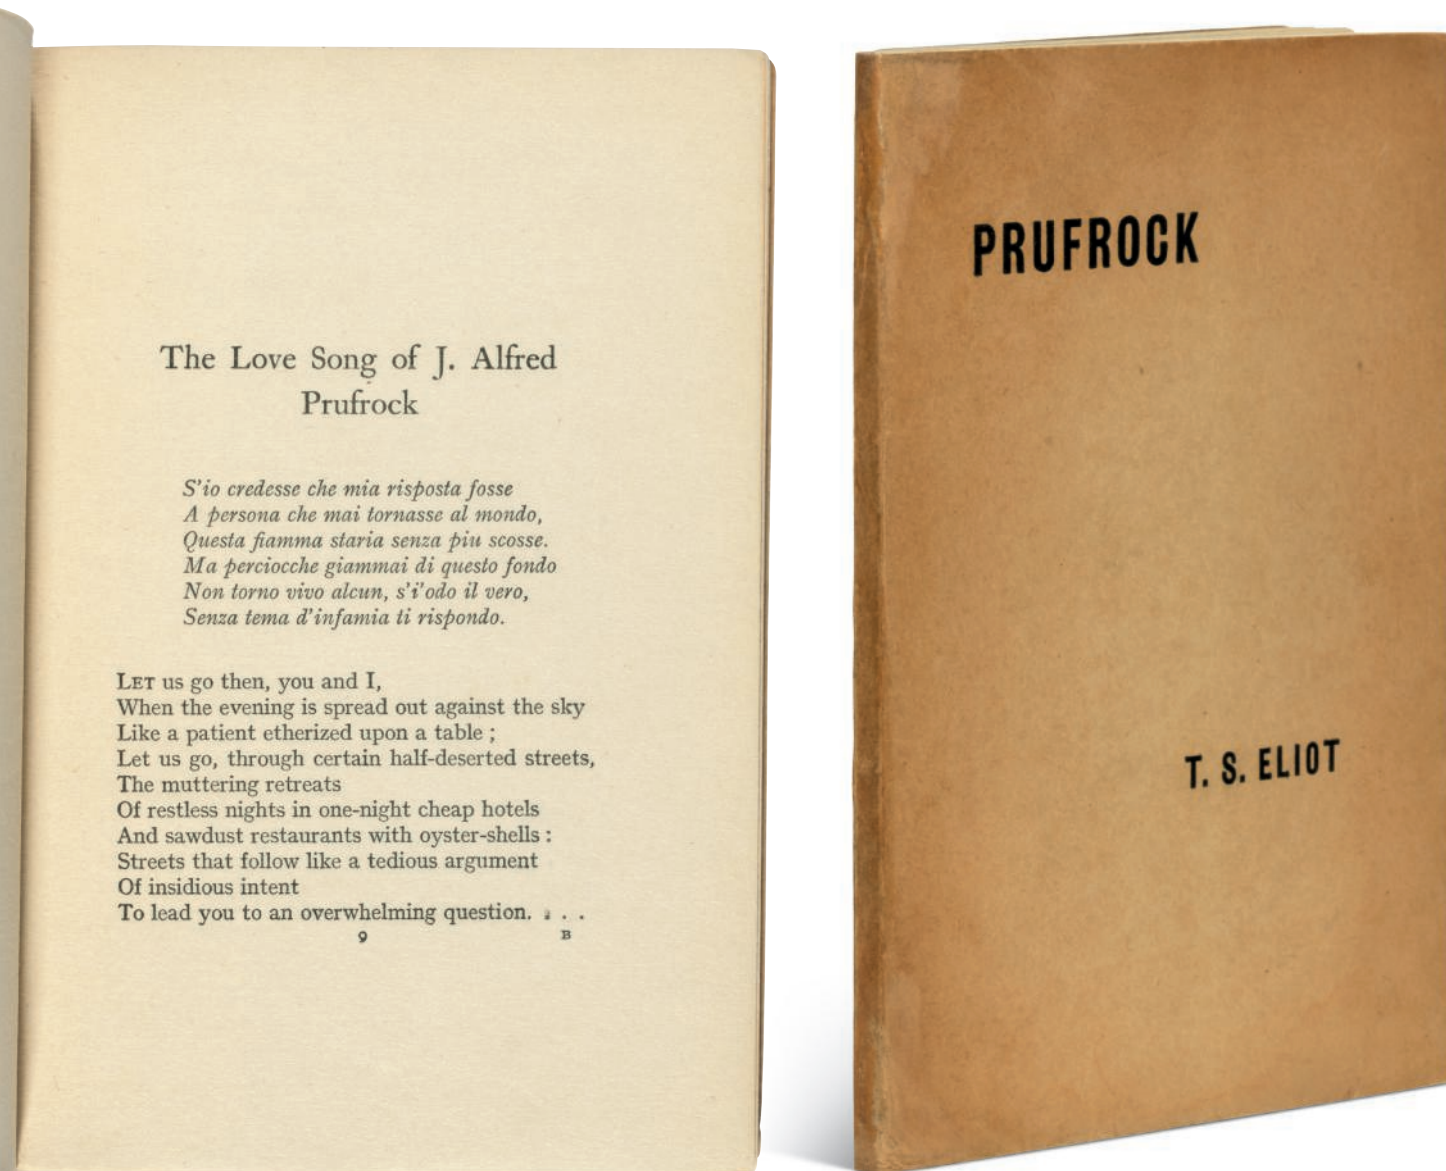 The Love Song of J. Alfred
Prufrock
S'io credesse che mia risposta fosse
A persona che mai tornasse al mondo,
Questa fiamma staria senza piu scosse.
Ma perciocche giammai di questo fondo
Non torno vivo alcun, s'i'odo il vero,
Senza tema d'infamia ti rispondo.
LET us go then, you and I,
When the evening is spread out against the sky
Like a patient etherized upon a table ;
Let us go, through certain half-deserted streets,
The muttering retreats
Of restless nights in one-night cheap hotels
And sawdust restaurants with oyster-shells :
Streets that follow like a tedious argument
Of insidious intent
To lead you to an overwhelming question. . . .
9 B
PRUFROCK
T. S. ELIOT